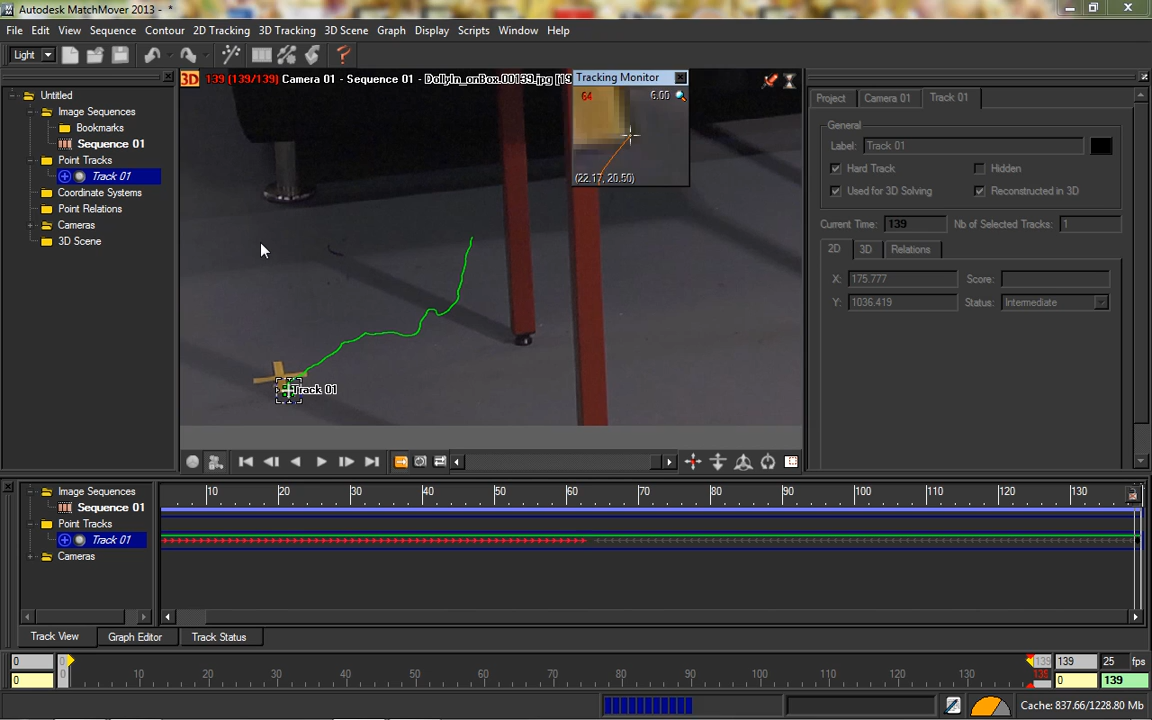 Autodesk MatchMover 2013 - *
File Edit View Sequence Contour 2D Tracking 3D Tracking 3D Scene Graph Display Scripts Window Help
Light
Untitled
Image Sequences
Bookmarks
Sequence 01
Point Tracks
Track 01
Coordinate Systems
Point Relations
Cameras
3D Scene
3D 139 (139/139) Camera 01 - Sequence 01 - DollyIn_onBox.00139.jpg [19
Tracking Monitor
64 6.00
(22.17, 20.50)
Track 01
Project Camera 01 Track 01
General
Label: Track 01
Hard Track Hidden
Used for 3D Solving Reconstructed in 3D
Current Time: 139 Nb of Selected Tracks: 1
2D 3D Relations
X: 175.777 Score:
Y: 1036.419 Status: Intermediate
Image Sequences
Sequence 01
Point Tracks
Track 01
Cameras
10 20 30 40 50 60 70 80 90 100 110 120 130
Track View Graph Editor Track Status
0 0 10 20 30 40 50 60 70 80 90 100 110 120 130 139 139 25 fps
0 0 0 139
Cache: 837.66/1228.80 Mb